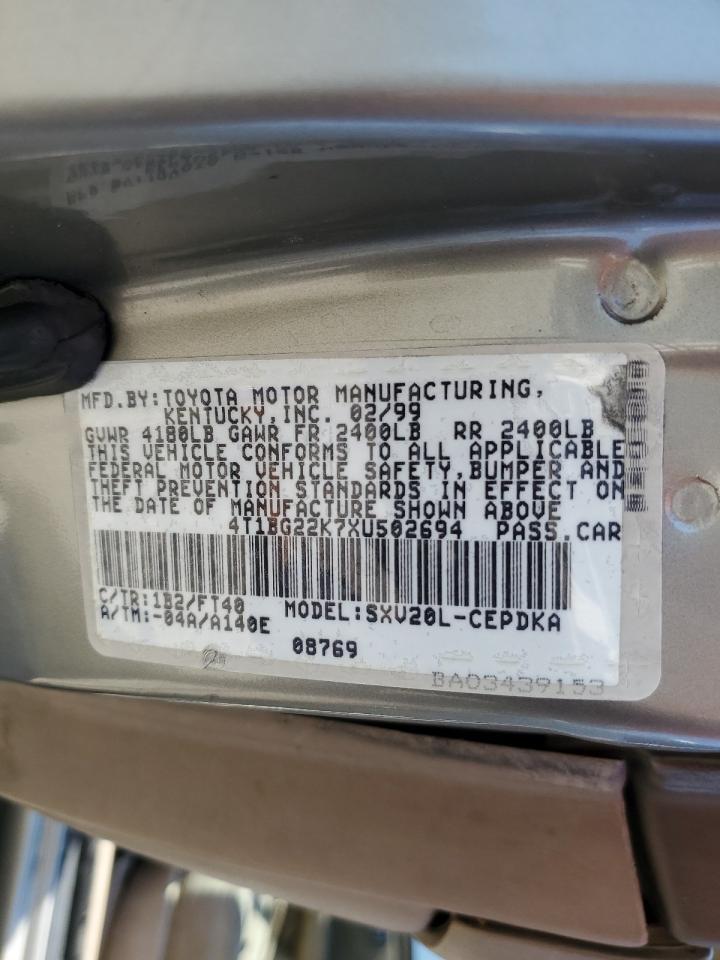 MFD.BY:TOYOTA MOTOR MANUFACTURING,
KENTUCKY,INC. 02/99
GVWR 4180LB GAWR FR 2400LB RR 2400LB
THIS VEHICLE CONFORMS TO ALL APPLICABLE
FEDERAL MOTOR VEHICLE SAFETY,BUMPER AND
THEFT PREVENTION STANDARDS IN EFFECT ON
THE DATE OF MANUFACTURE SHOWN ABOVE
4T1BG22K7XU502694 PASS.CAR
C/TR:1B2/FT40 MODEL:SXV20L-CEPDKA
A/TM:-04A/A140E
08769
BA03439153